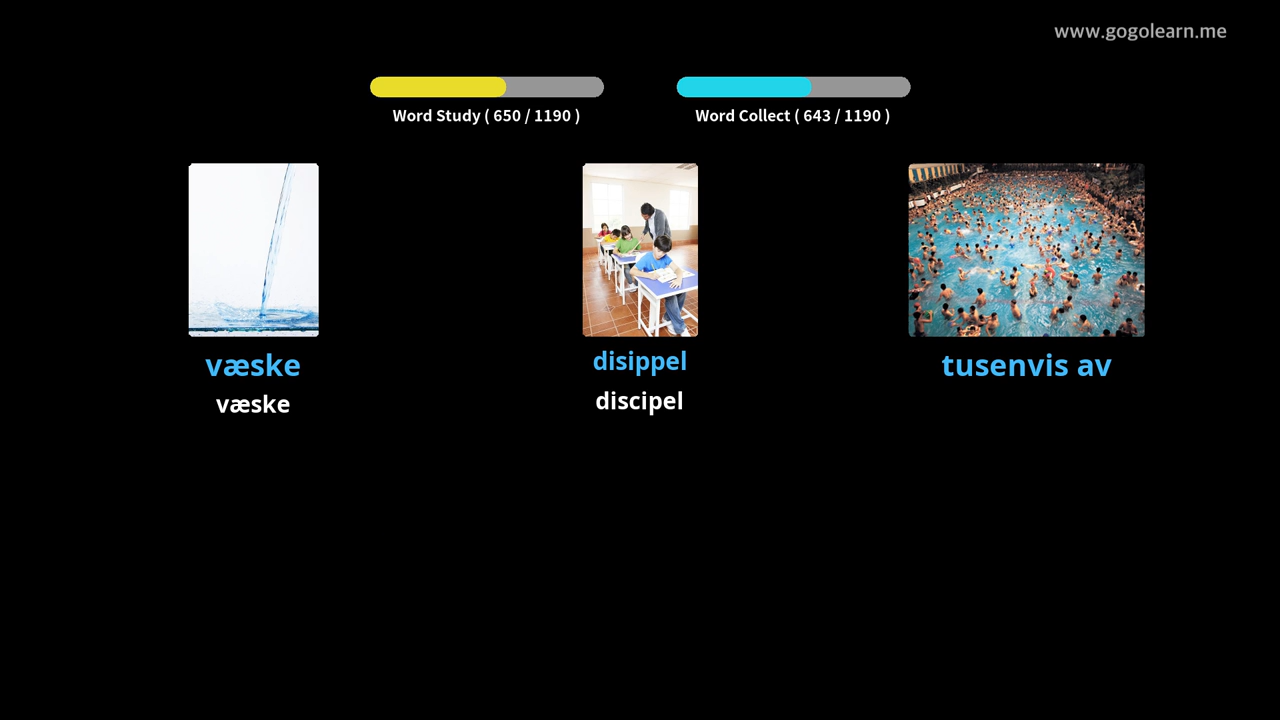 www.gogolearn.me
Word Study ( 650 / 1190 )
Word Collect ( 643 / 1190 )
væske
væske
disippel
discipel
tusenvis av